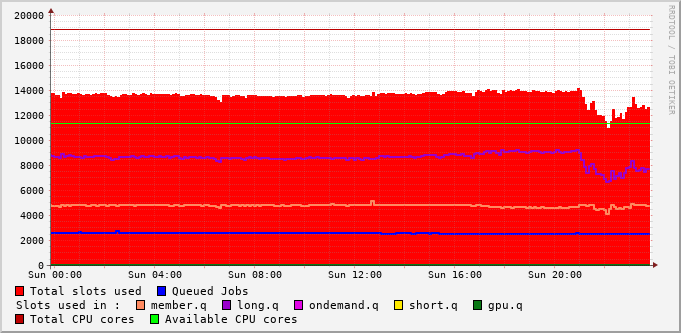 RRDTOOL / TOBI OETIKER
20000
18000
16000
14000
12000
10000
8000
6000
4000
2000
0
Sun 00:00 Sun 04:00 Sun 08:00 Sun 12:00 Sun 16:00 Sun 20:00
Total slots used Queued Jobs
Slots used in : member.q long.q ondemand.q short.q gpu.q
Total CPU cores Available CPU cores